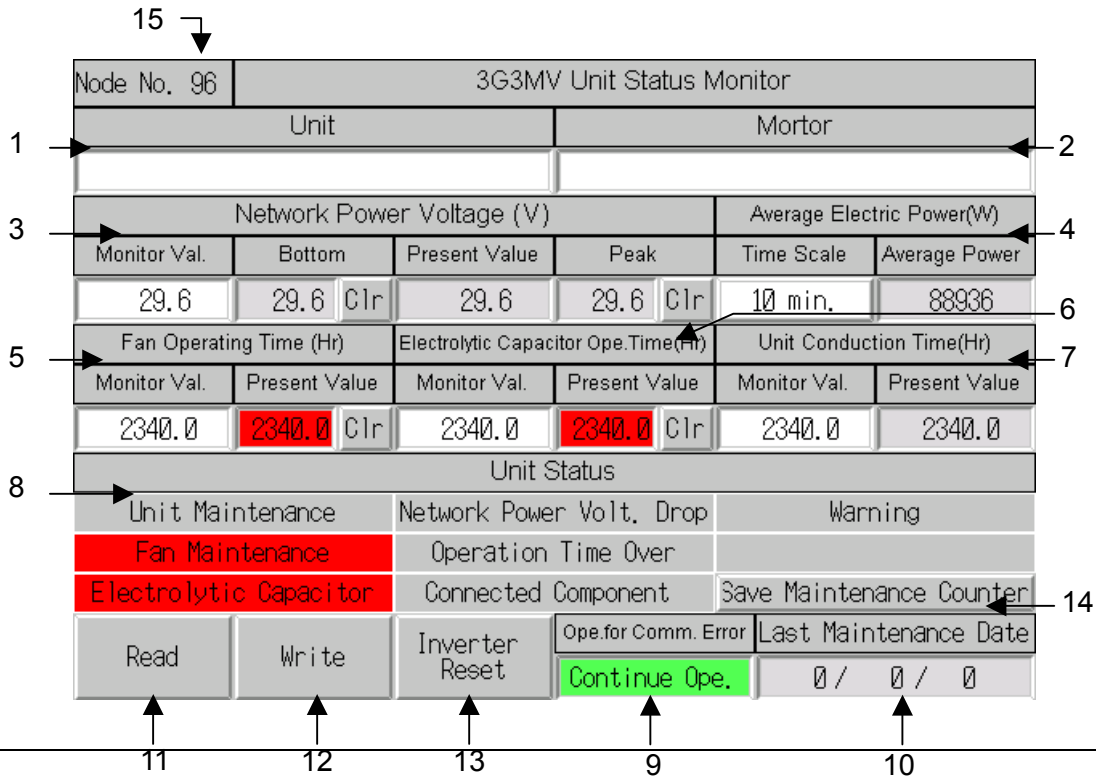 15
Node No. 96 3G3MV Unit Status Monitor
Unit Mortor
1 2
Network Power Voltage (V) Average Electric Power(W)
3 4
Monitor Val. Bottom Present Value Peak Time Scale Average Power
29.6 29.6 Clr 29.6 29.6 Clr 10 min. 88936
6
Fan Operating Time (Hr) Electrolytic Capacitor Ope.Time(Hr) Unit Conduction Time(Hr)
5 7
Monitor Val. Present Value Monitor Val. Present Value Monitor Val. Present Value
2340.0 2340.0 Clr 2340.0 2340.0 Clr 2340.0 2340.0
Unit Status
8
Unit Maintenance Network Power Volt. Drop Warning
Fan Maintenance Operation Time Over
Electrolytic Capacitor Connected Component Save Maintenance Counter
14
Read Write Inverter Reset Ope.for Comm. Error Last Maintenance Date
Continue Ope. 0/ 0/ 0
11 12 13 9 10